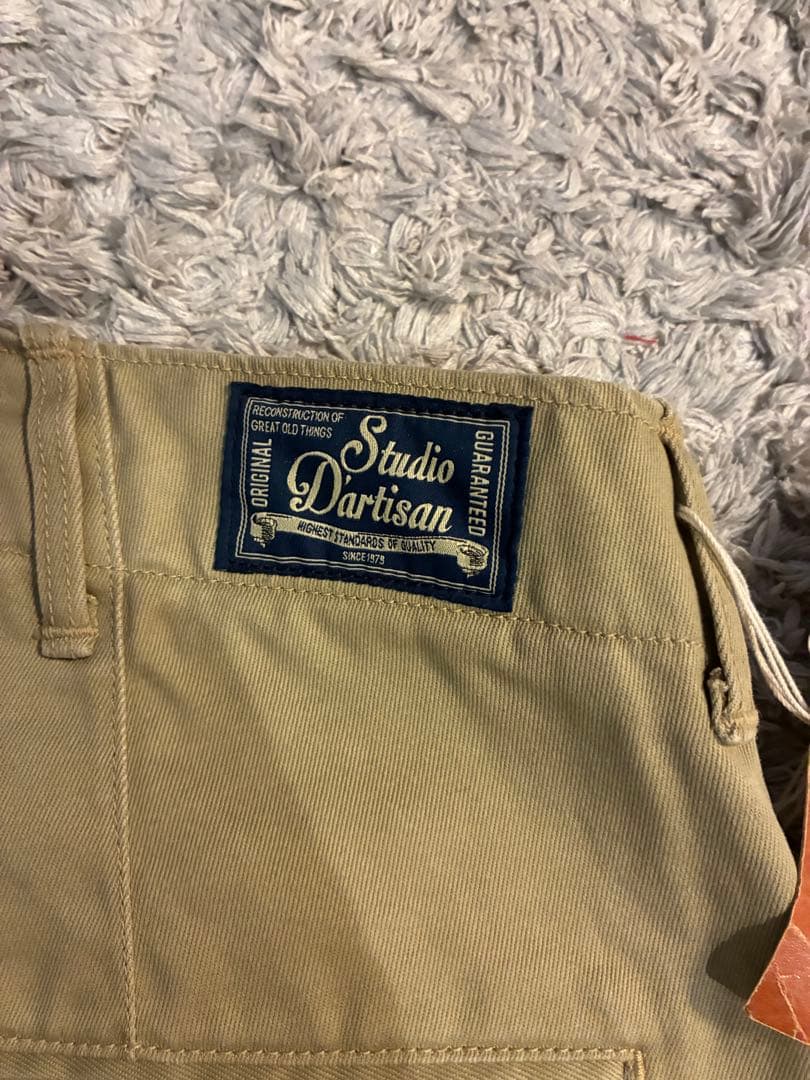 RECONSTRUCTION OF
GREAT OLD THINGS
ORIGINAL
Studio
D'artisan
GUARANTEED
HIGHEST STANDARDS OF QUALITY
SINCE 1979